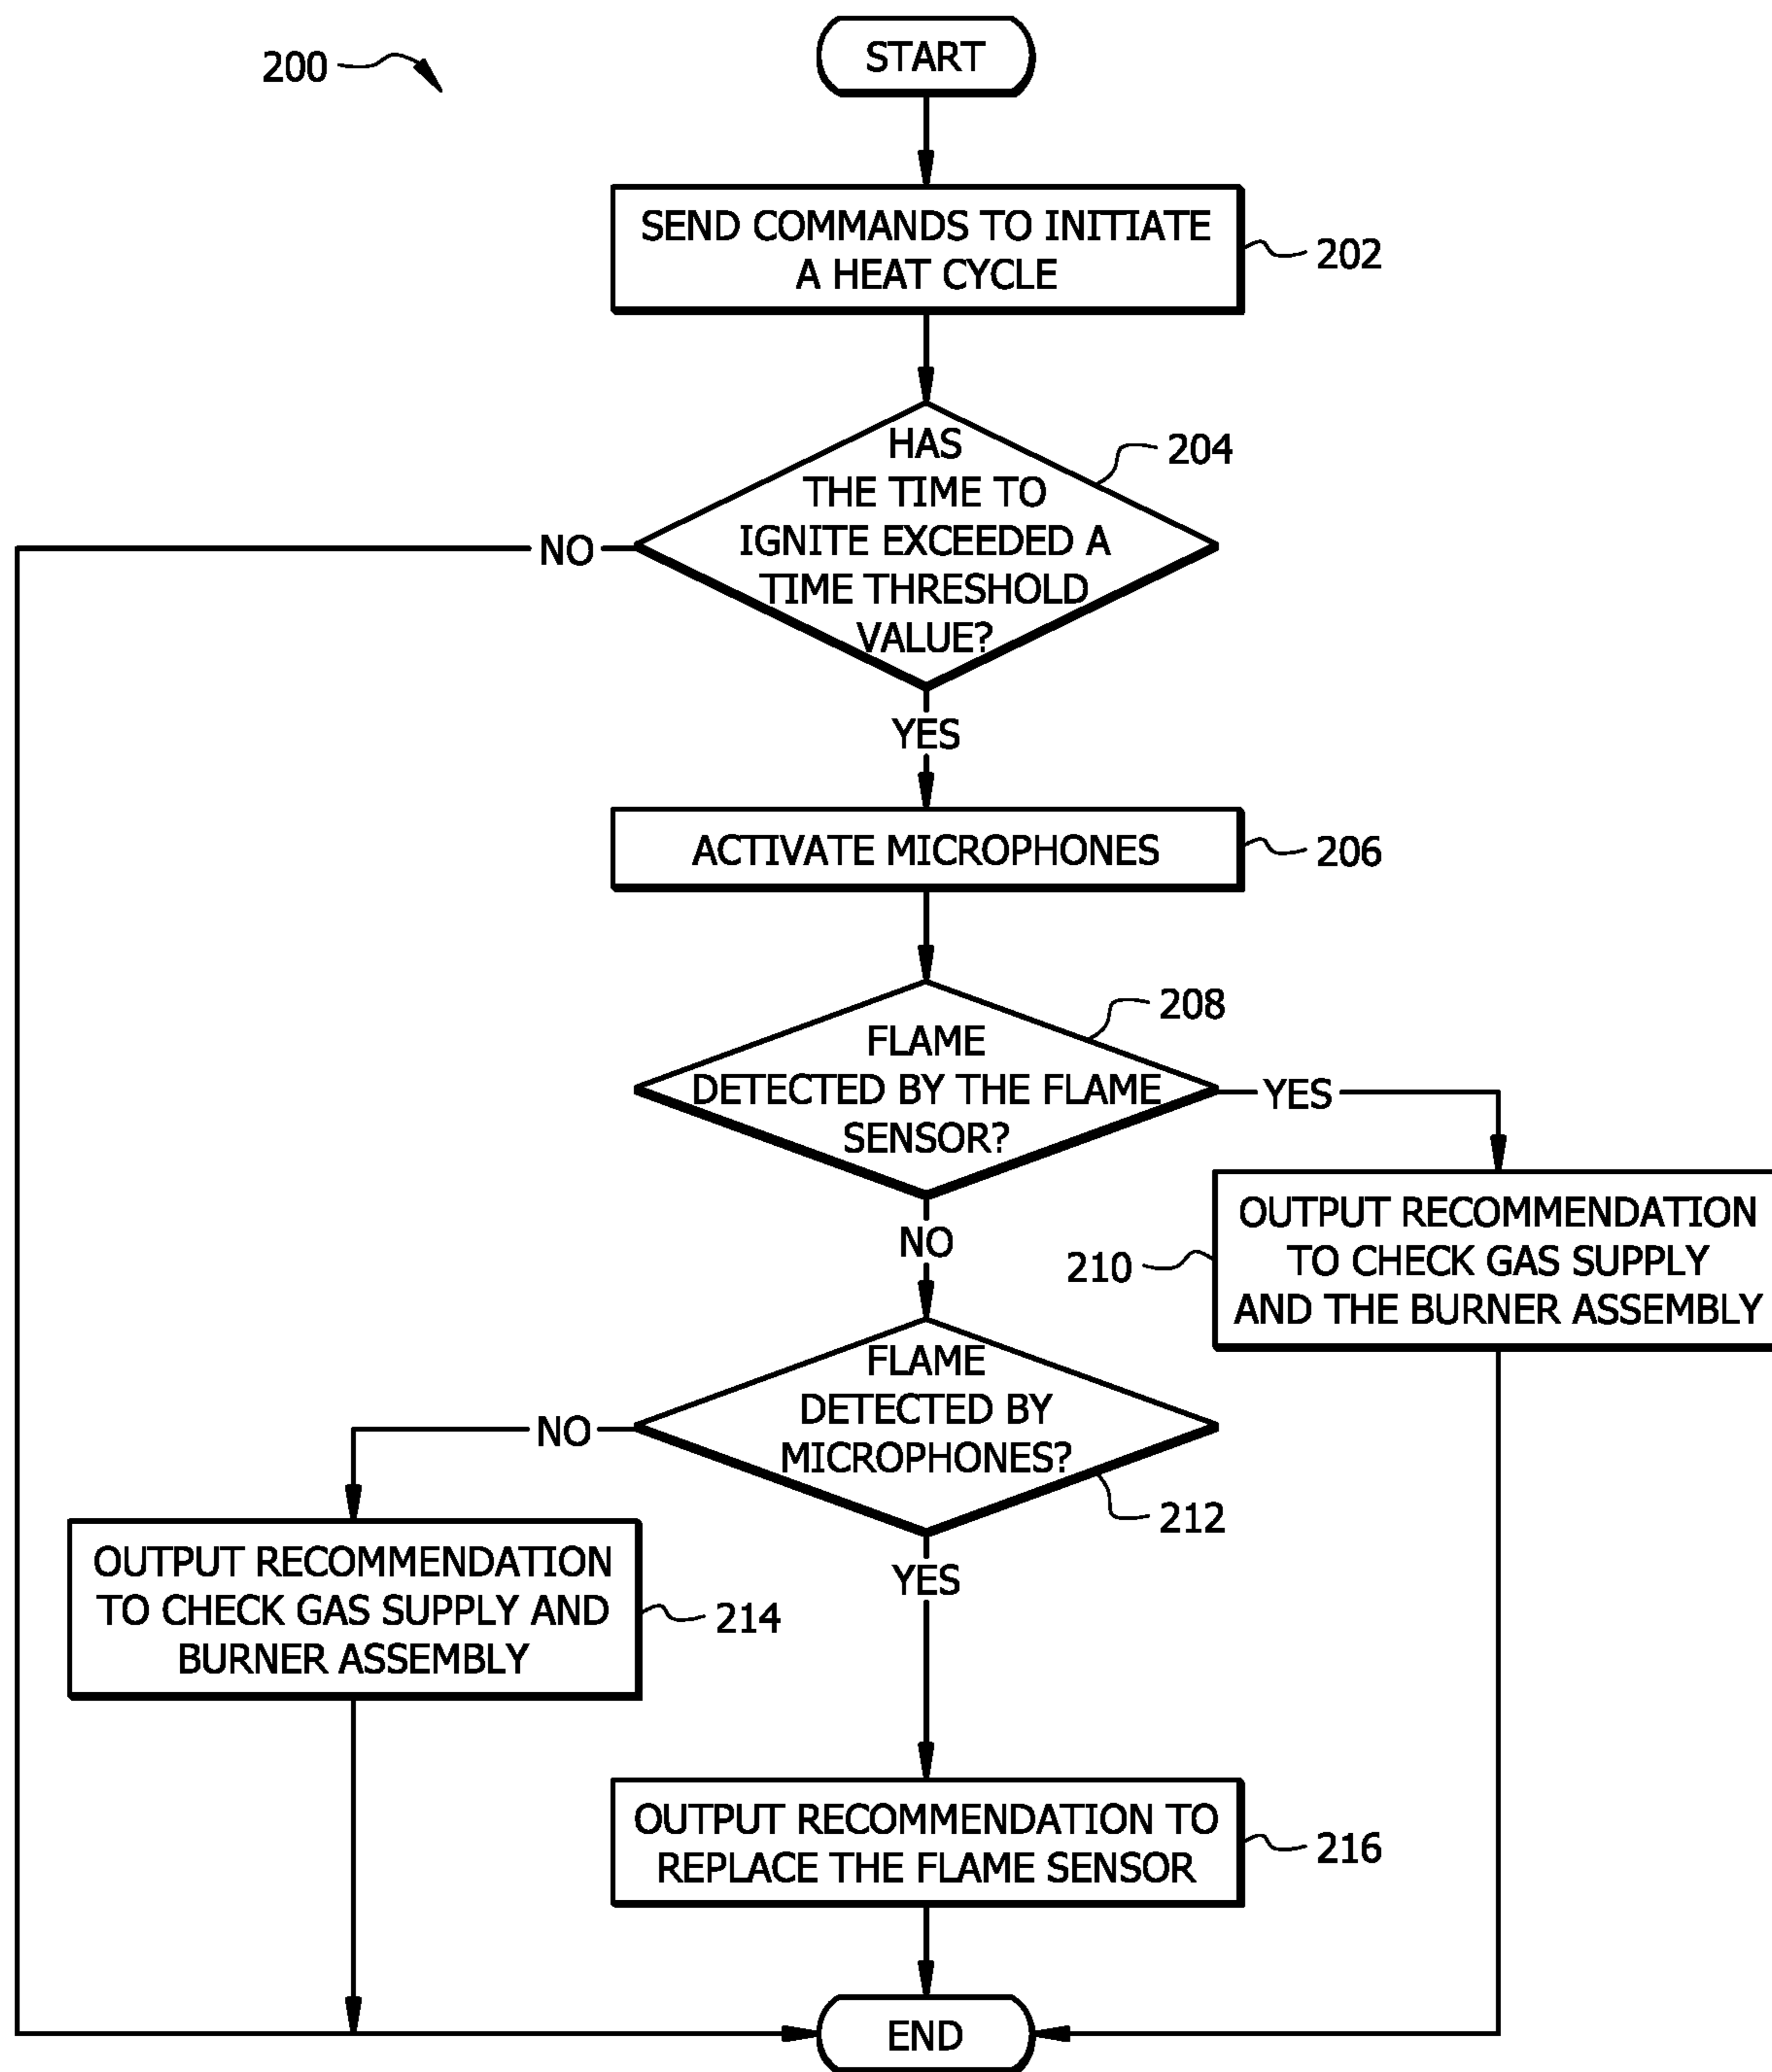 200
START
SEND COMMANDS TO INITIATE
A HEAT CYCLE
202
HAS
THE TIME TO
IGNITE EXCEEDED A
TIME THRESHOLD
VALUE?
204
NO
YES
ACTIVATE MICROPHONES
206
FLAME
DETECTED BY THE FLAME
SENSOR?
208
YES
NO
OUTPUT RECOMMENDATION
TO CHECK GAS SUPPLY
AND THE BURNER ASSEMBLY
210
FLAME
DETECTED BY
MICROPHONES?
212
NO
YES
OUTPUT RECOMMENDATION
TO CHECK GAS SUPPLY AND
BURNER ASSEMBLY
214
OUTPUT RECOMMENDATION TO
REPLACE THE FLAME SENSOR
216
END